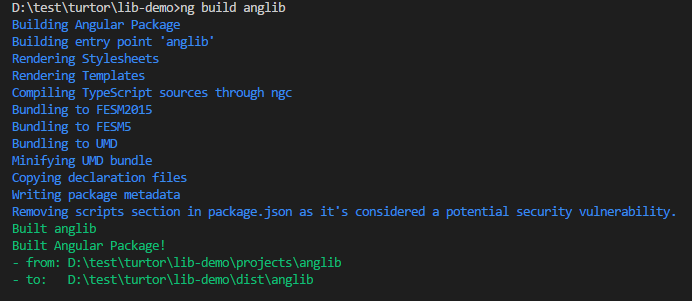 D:\test\turtor\lib-demo>ng build anglib
Building Angular Package
Building entry point 'anglib'
Rendering Stylesheets
Rendering Templates
Compiling TypeScript sources through ngc
Bundling to FESM2015
Bundling to FESM5
Bundling to UMD
Minifying UMD bundle
Copying declaration files
Writing package metadata
Removing scripts section in package.json as it's considered a potential security vulnerability.
Built anglib
Built Angular Package!
- from: D:\test\turtor\lib-demo\projects\anglib
- to:   D:\test\turtor\lib-demo\dist\anglib